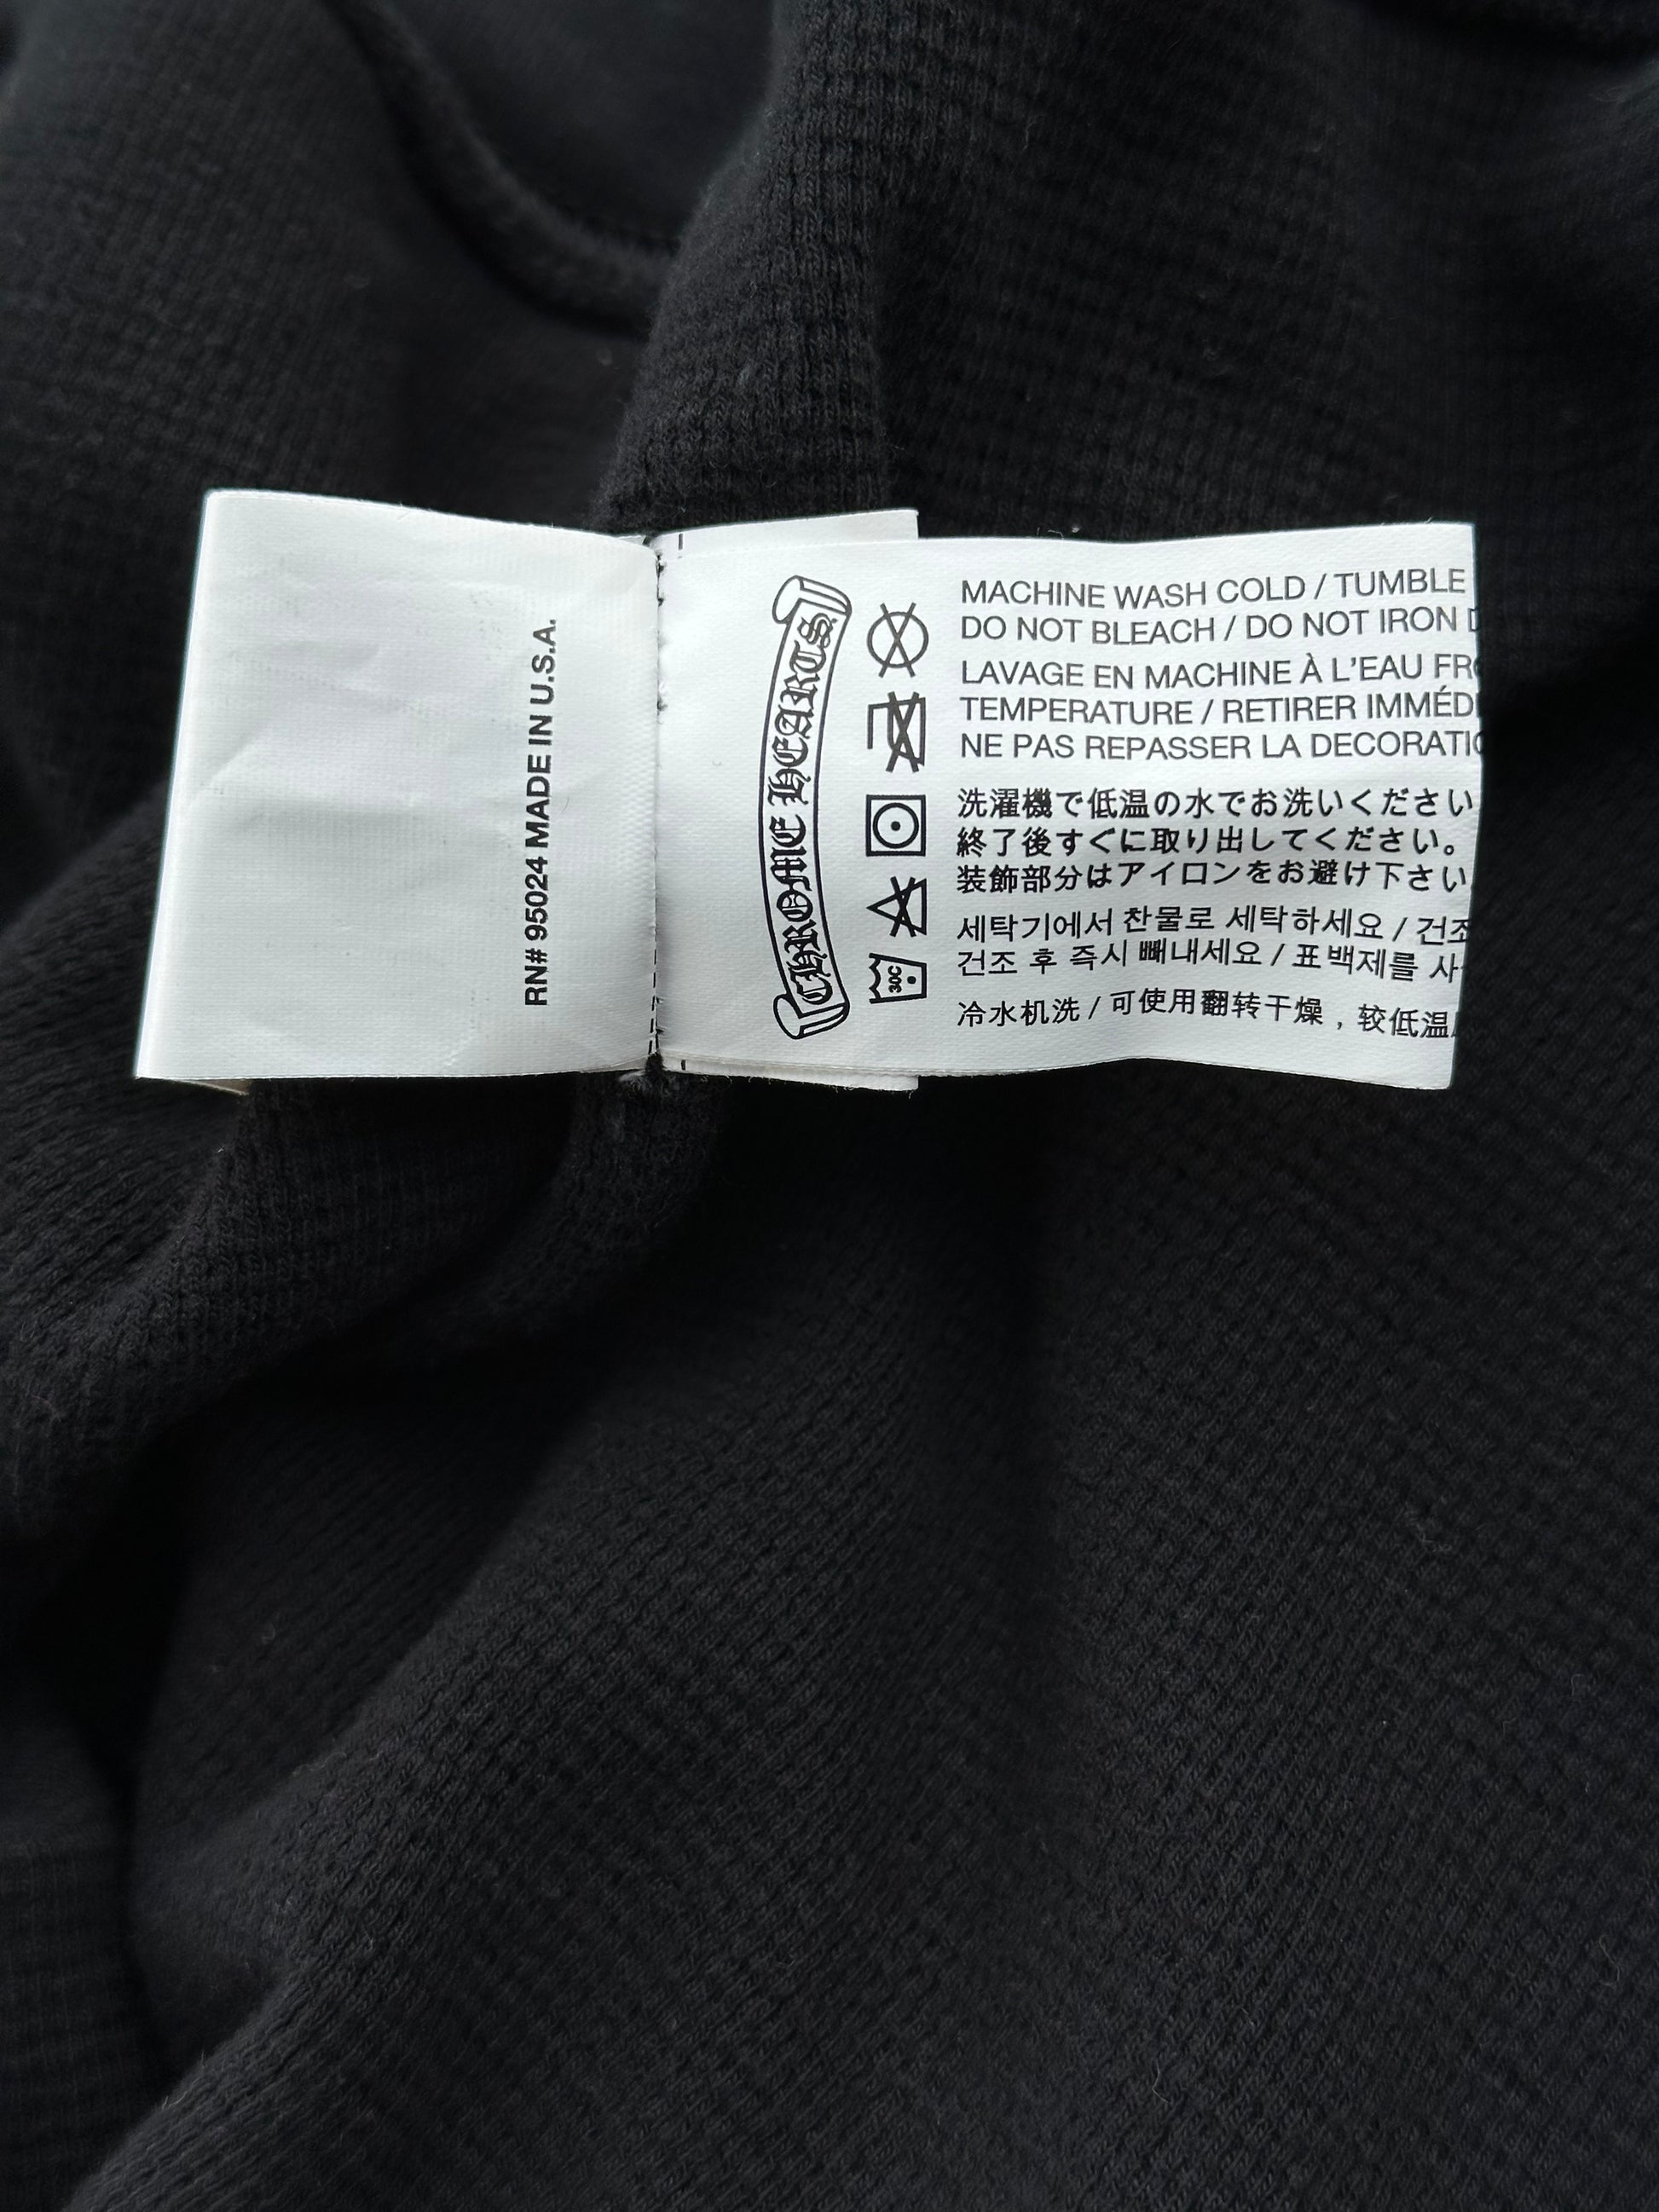 RN# 95024 MADE IN U.S.A.
CHROME HEARTS
30C
MACHINE WASH COLD / TUMBLE
DO NOT BLEACH / DO NOT IRON
LAVAGE EN MACHINE À L'EAU
TEMPERATURE / RETIRER
NE PAS REPASSER LA
洗濯機で低温の水でお洗いください
終了後すぐに取り出してください。
装飾部分はアイロンをお避け下さい
세탁기에서 찬물로 세탁하세요 / 건조
건조 후 즉시 빼내세요 / 표백제를 사
冷水机洗 / 可使用翻转干燥，较低温